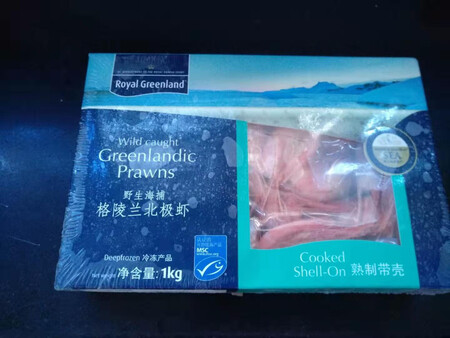 Royal Greenland
Wild caught
Greenlandic
Prawns
野生海捕
格陵兰北极虾
Deepfrozen 冷冻产品
净含量: 1kg
MSC
Cooked
Shell-On 熟制带壳